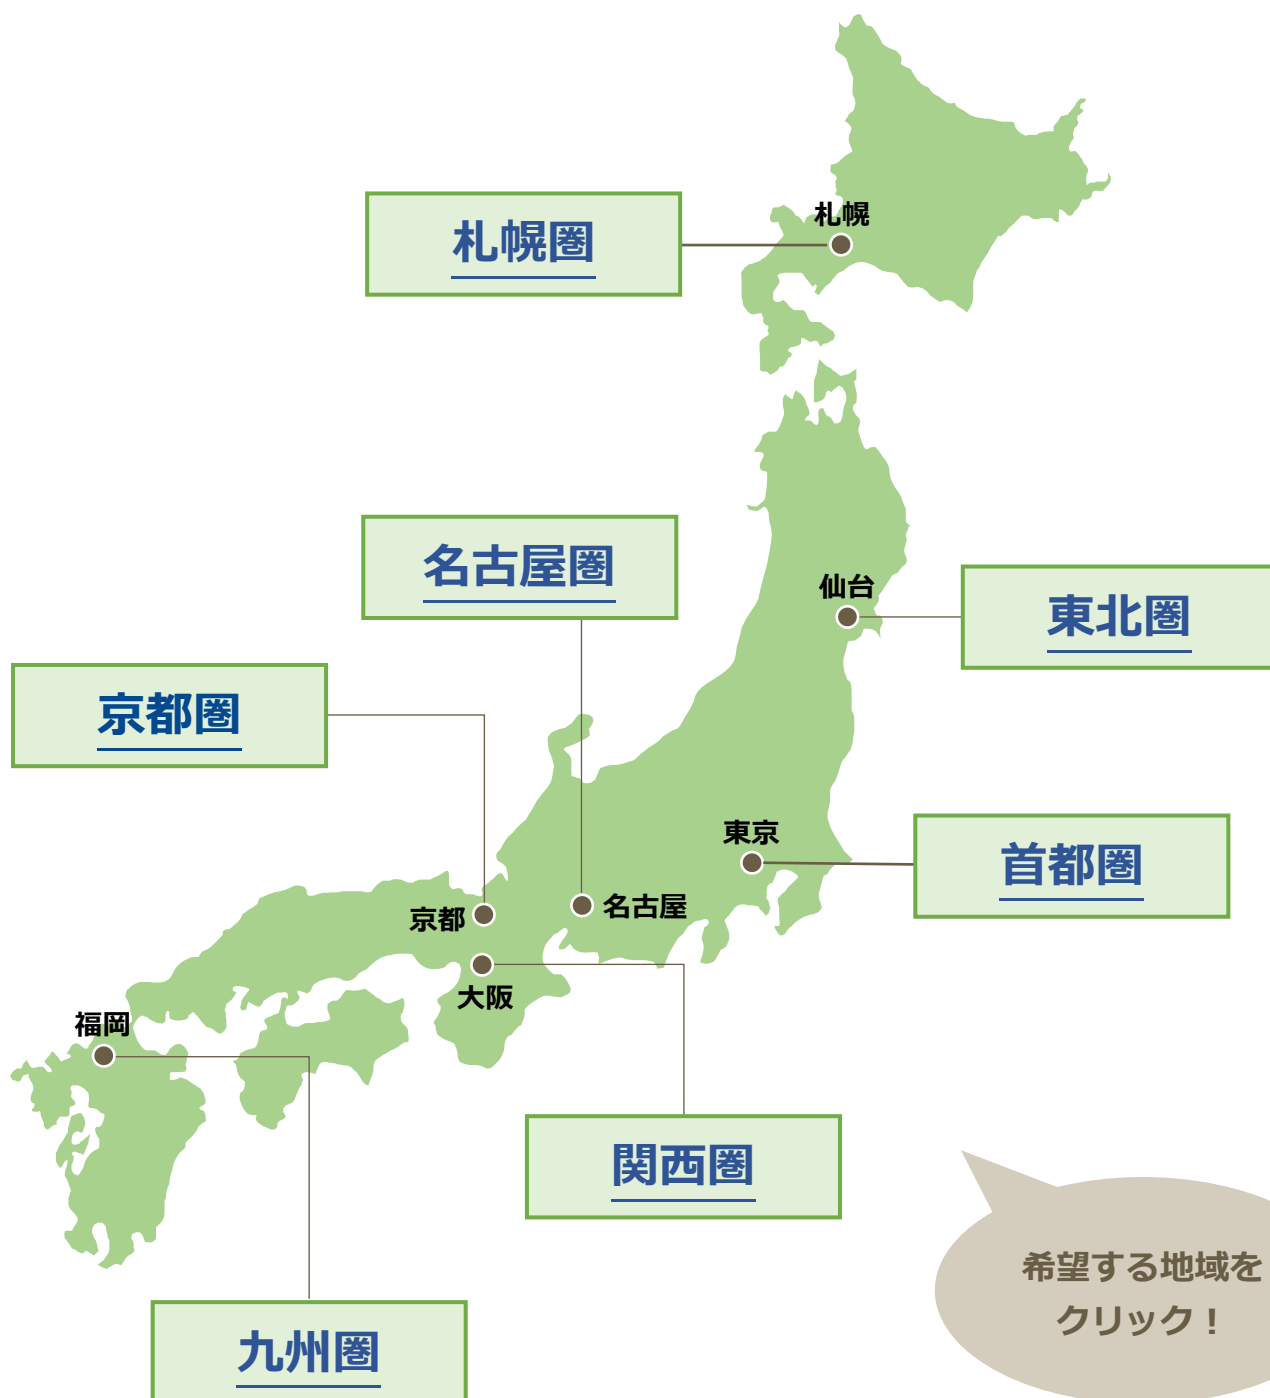 札幌
札幌圏
名古屋圏
仙台
東北圏
京都圏
東京
首都圏
京都
名古屋
大阪
福岡
関西圏
希望する地域を
クリック！
九州圏